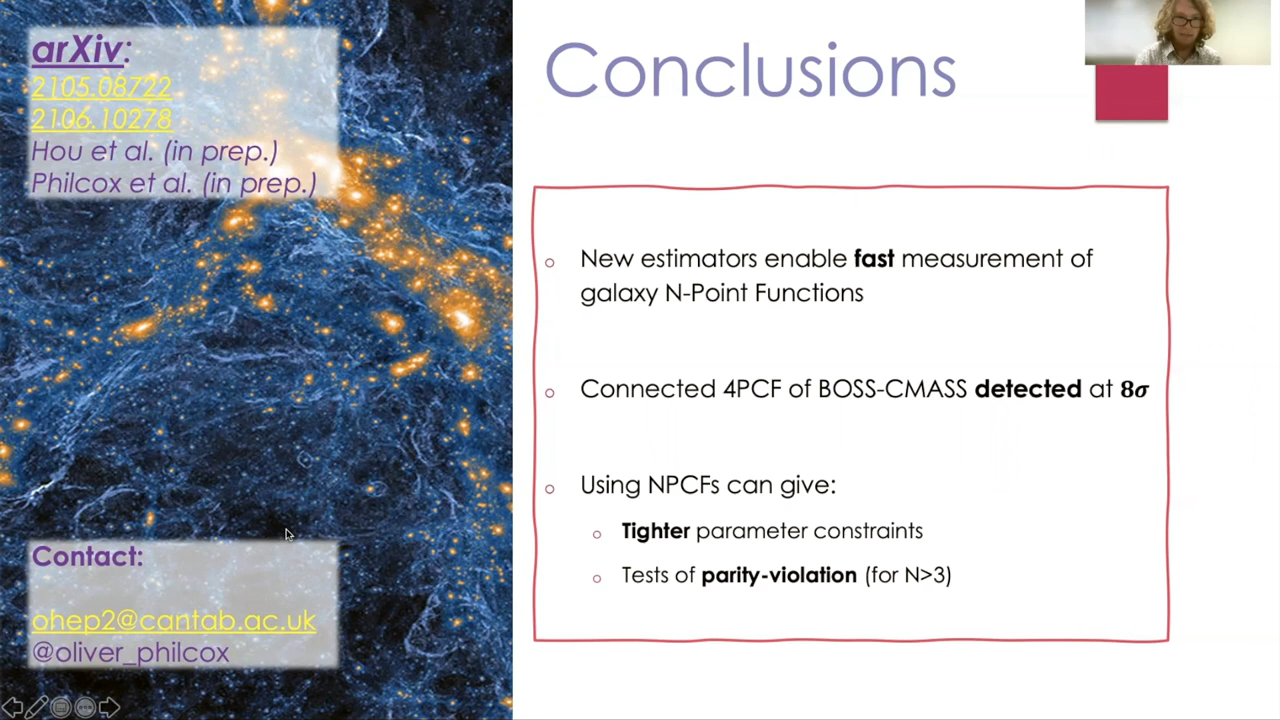 arXiv:
2105.08722
2106.10278
Hou et al. (in prep.)
Philcox et al. (in prep.)
Conclusions
New estimators enable fast measurement of
galaxy N-Point Functions
Connected 4PCF of BOSS-CMASS detected at 8σ
Using NPCFs can give:
Tighter parameter constraints
Tests of parity-violation (for N>3)
Contact:
ohep2@cantab.ac.uk
@oliver_philcox